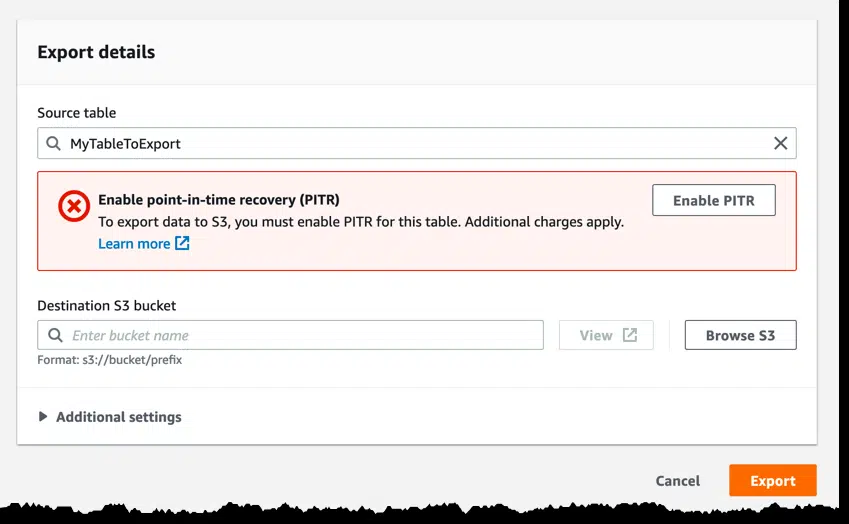 Export details
Source table
MyTableToExport
Enable point-in-time recovery (PITR)
Enable PITR
To export data to S3, you must enable PITR for this table. Additional charges apply.
Learn more
Destination S3 bucket
Enter bucket name
View
Browse S3
Format: s3://bucket/prefix
Additional settings
Cancel
Export